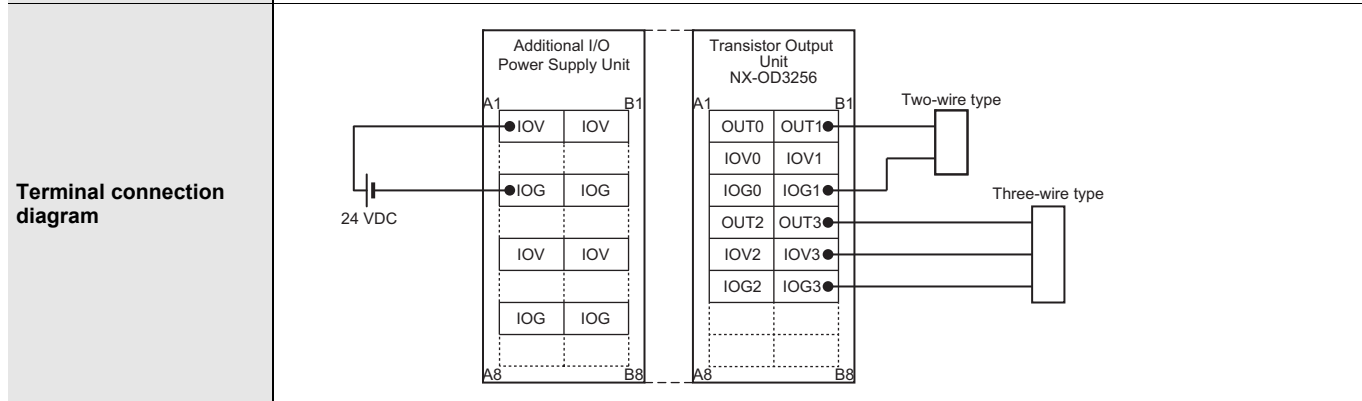 Terminal connection
diagram
24 VDC
Additional I/O
Power Supply Unit
A1 B1
IOV IOV
IOG IOG
IOV IOV
IOG IOG
A8 B8
Transistor Output
Unit
NX-OD3256
A1 B1
OUT0 OUT1
IOV0 IOV1
IOG0 IOG1
OUT2 OUT3
IOV2 IOV3
IOG2 IOG3
A8 B8
Two-wire type
Three-wire type